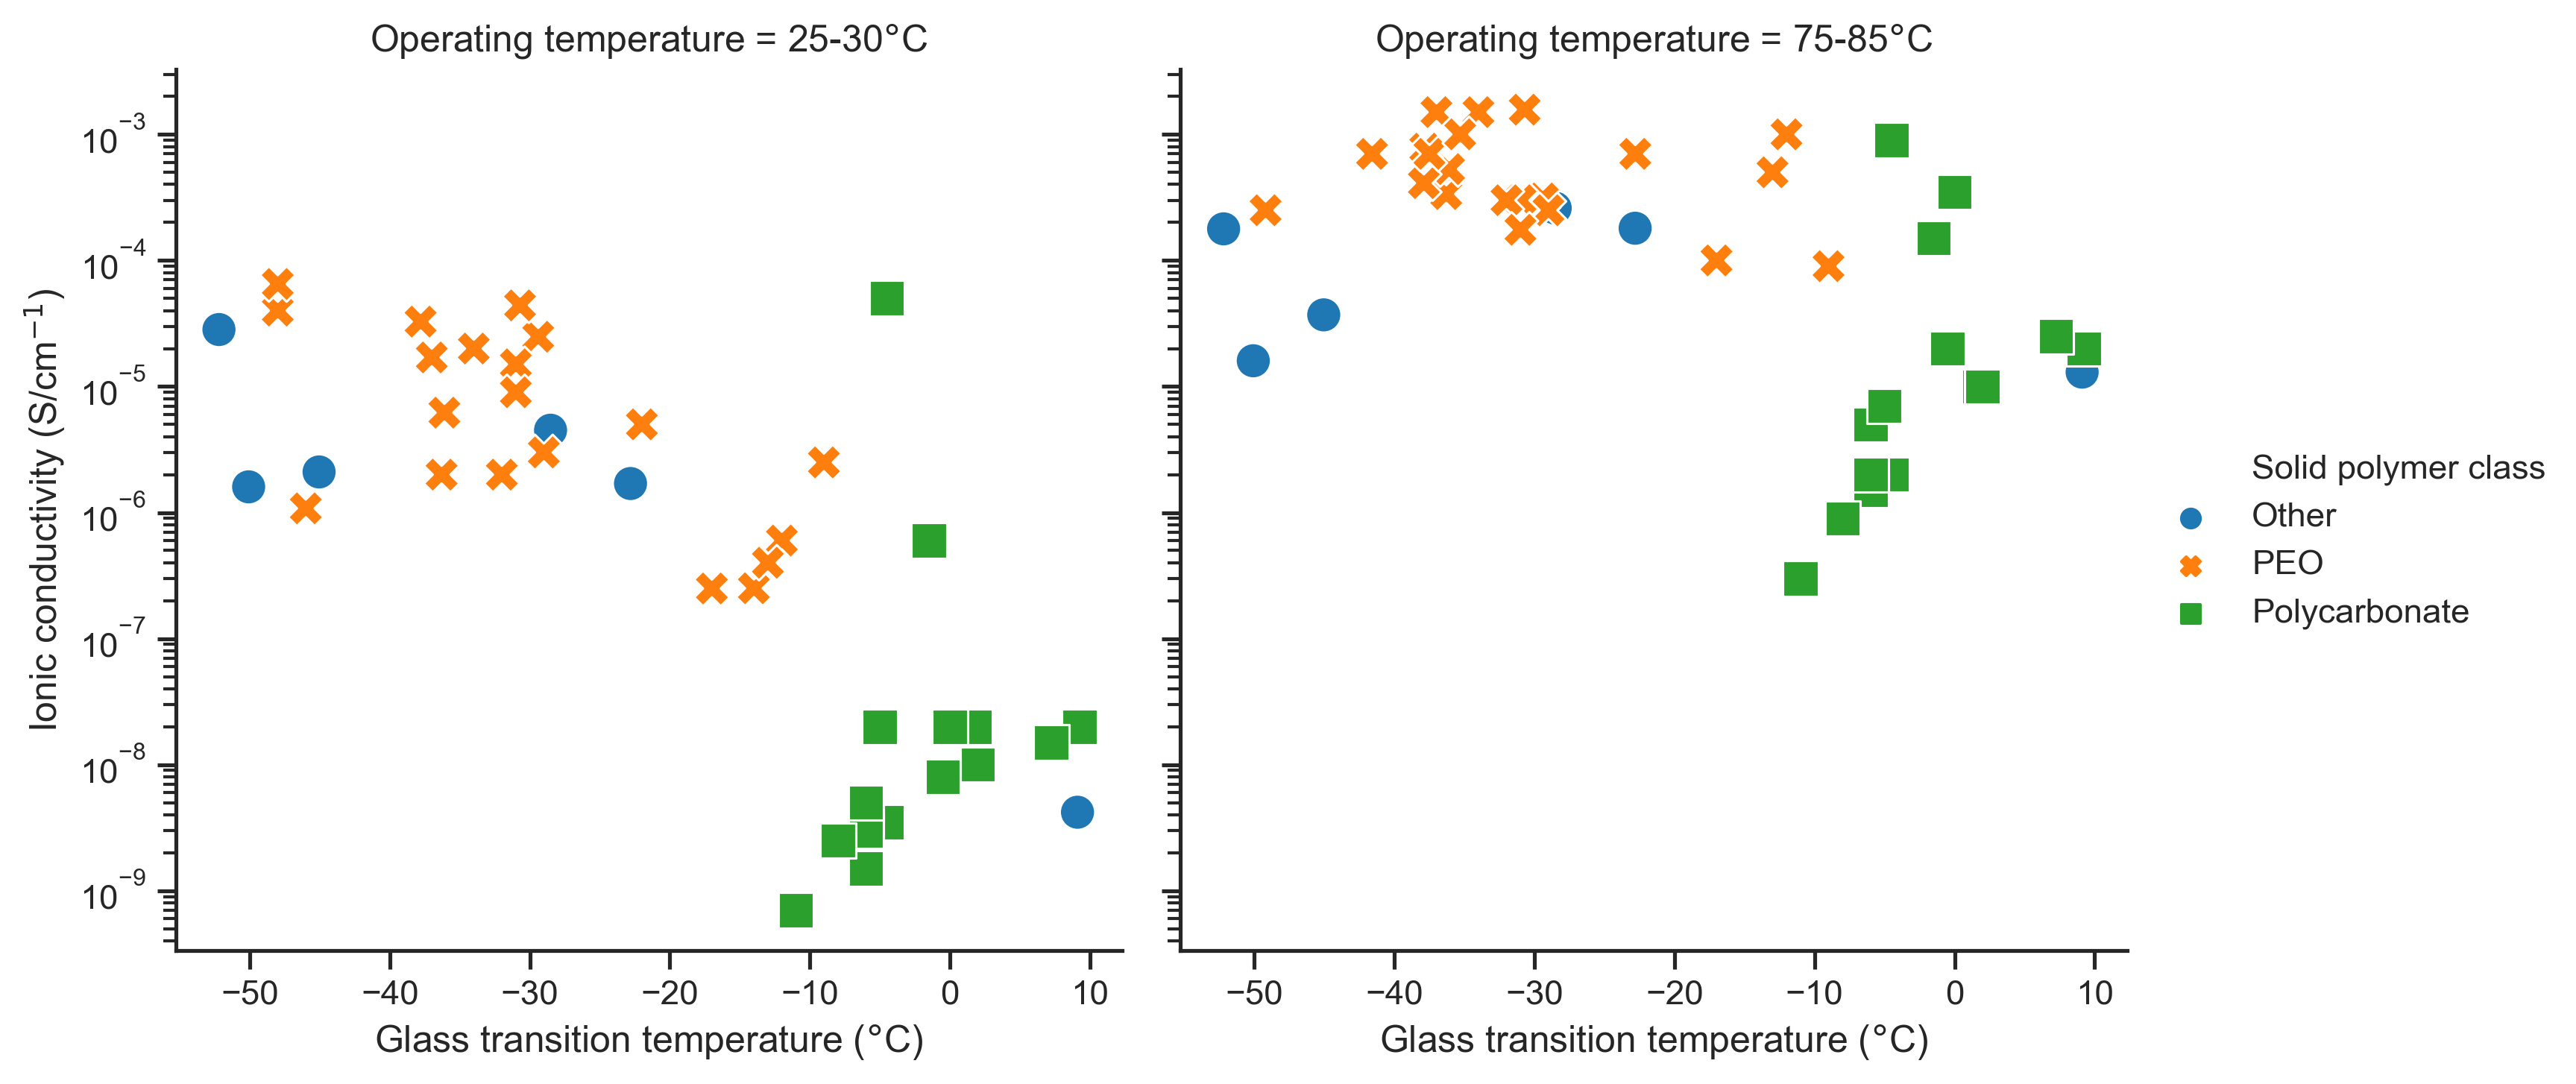 Operating temperature = 25-30°C
Operating temperature = 75-85°C
Ionic conductivity (S/cm⁻¹)
10⁻³
10⁻⁴
10⁻⁵
10⁻⁶
10⁻⁷
10⁻⁸
10⁻⁹
−50 −40 −30 −20 −10 0 10
−50 −40 −30 −20 −10 0 10
Glass transition temperature (°C)
Glass transition temperature (°C)
Solid polymer class
Other
PEO
Polycarbonate